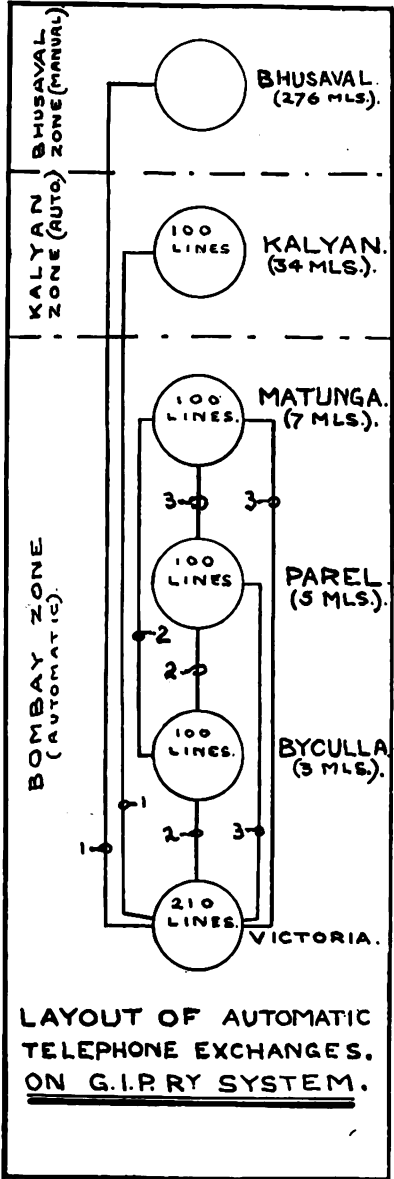 BHUSAVAL
ZONE (MANUAL)
BHUSAVAL.
(276 MLS.).
KALYAN
ZONE (AUTO)
100
LINES
KALYAN.
(34 MLS.).
BOMBAY ZONE
(AUTOMATIC).
100
LINES.
MATUNGA.
(7 MLS.).
3
3
100
LINES
PAREL
(5 MLS.).
2
2
100
LINES.
BYCULLA
(3 MLS.).
1
1
2
3
210
LINES.
VICTORIA.
LAYOUT OF AUTOMATIC
TELEPHONE EXCHANGES.
ON G.I.P. RY SYSTEM.